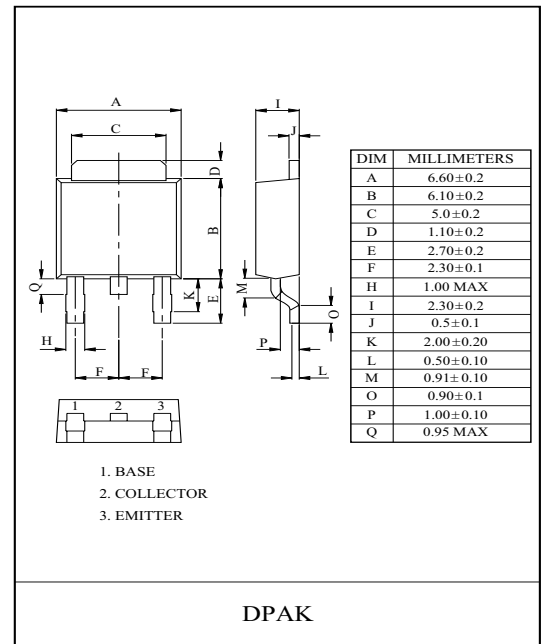 A
C
D
B
Q
K
E
H
F F
1 2 3
I
J
M
O
P
L
DIM MILLIMETERS
A 6.60±0.2
B 6.10±0.2
C 5.0±0.2
D 1.10±0.2
E 2.70±0.2
F 2.30±0.1
H 1.00 MAX
I 2.30±0.2
J 0.5±0.1
K 2.00±0.20
L 0.50±0.10
M 0.91±0.10
O 0.90±0.1
P 1.00±0.10
Q 0.95 MAX
1. BASE
2. COLLECTOR
3. EMITTER
DPAK